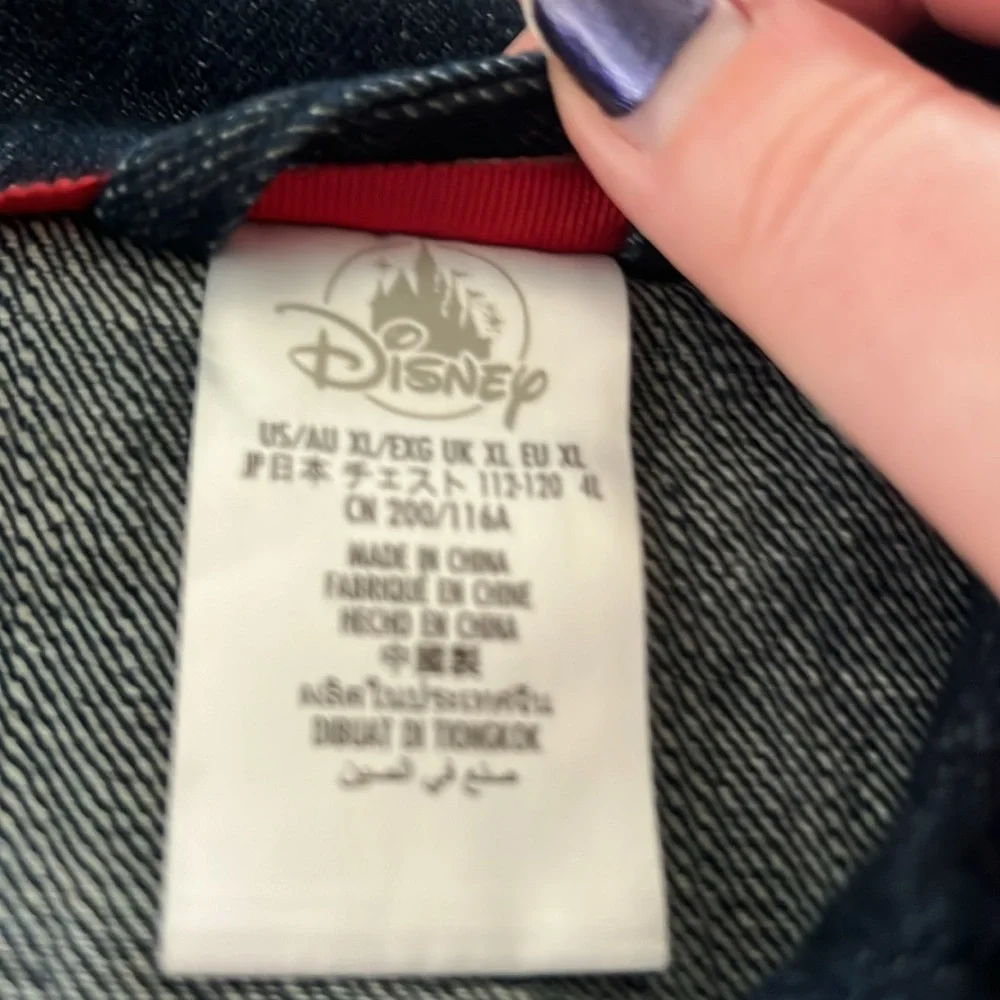 Disney
US/AU XL/EXG UK XL EU XL
JP日本 チェスト 112-120 4L
CN 200/116A
MADE IN CHINA
FABRIQUÉ EN CHINE
HECHO EN CHINA
中國製
ผลิตในประเทศจีน
DIBUAT DI TIONGKOK
صنع في الصين